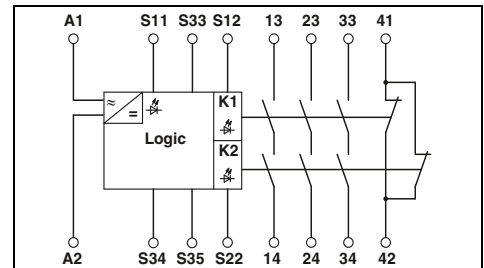 A1 S11 S33 S12 13 23 33 41
≈
=
K1
Logic
K2
A2 S34 S35 S22 14 24 34 42